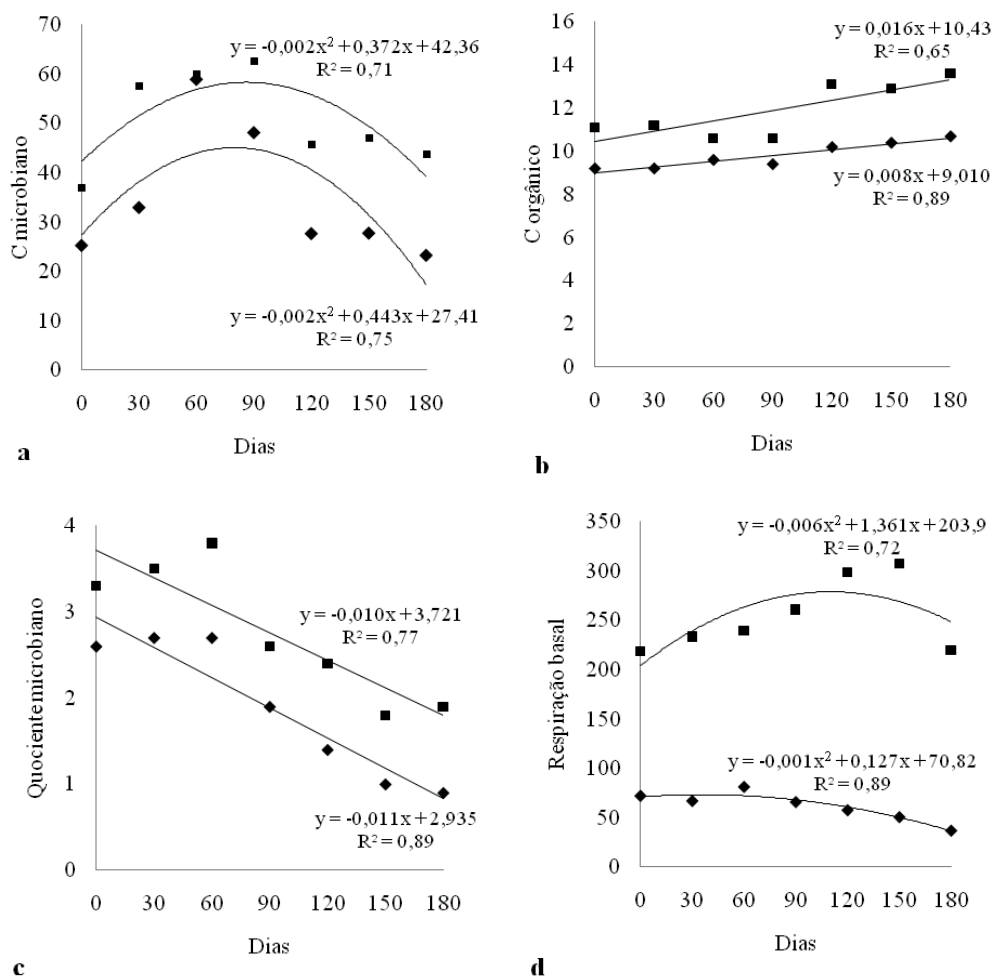 70
60
50
40
30
20
10
0
C microbiano
y = -0,002x² + 0,372x + 42,36
R² = 0,71
y = -0,002x² + 0,443x + 27,41
R² = 0,75
0 30 60 90 120 150 180
Dias
a
16
14
12
10
8
6
4
2
0
C orgânico
y = 0,016x + 10,43
R² = 0,65
y = 0,008x + 9,010
R² = 0,89
0 30 60 90 120 150 180
Dias
b
4
3
2
1
0
Quociente microbiano
y = -0,010x + 3,721
R² = 0,77
y = -0,011x + 2,935
R² = 0,89
0 30 60 90 120 150 180
Dias
c
350
300
250
200
150
100
50
0
Respiração basal
y = -0,006x² + 1,361x + 203,9
R² = 0,72
y = -0,001x² + 0,127x + 70,82
R² = 0,89
0 30 60 90 120 150 180
Dias
d